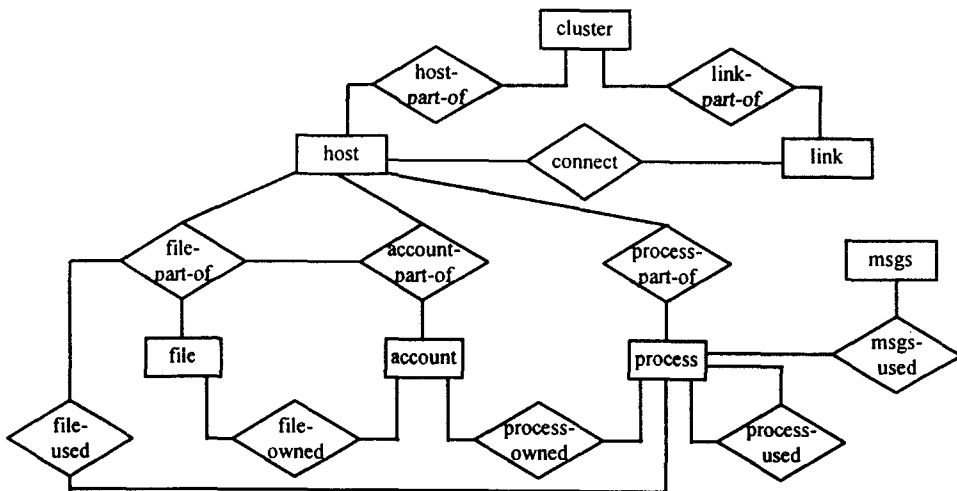 cluster
host-
part-of
link-
part-of
host
connect
link
file-
part-of
account-
part-of
process-
part-of
msgs
file
account
process
msgs-
used
file-
used
file-
owned
process-
owned
process-
used